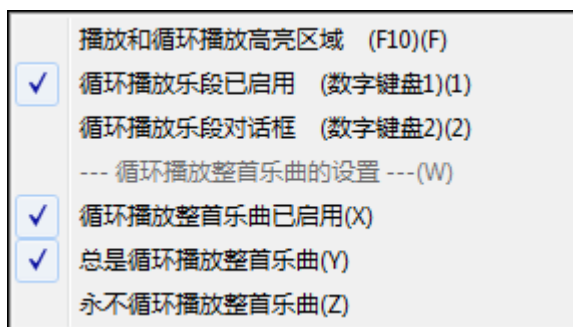 播放和循环播放高亮区域 (F10)(F)
循环播放乐段已启用 (数字键盘1)(1)
循环播放乐段对话框 (数字键盘2)(2)
--- 循环播放整首乐曲的设置 ---(W)
循环播放整首乐曲已启用(X)
总是循环播放整首乐曲(Y)
永不循环播放整首乐曲(Z)